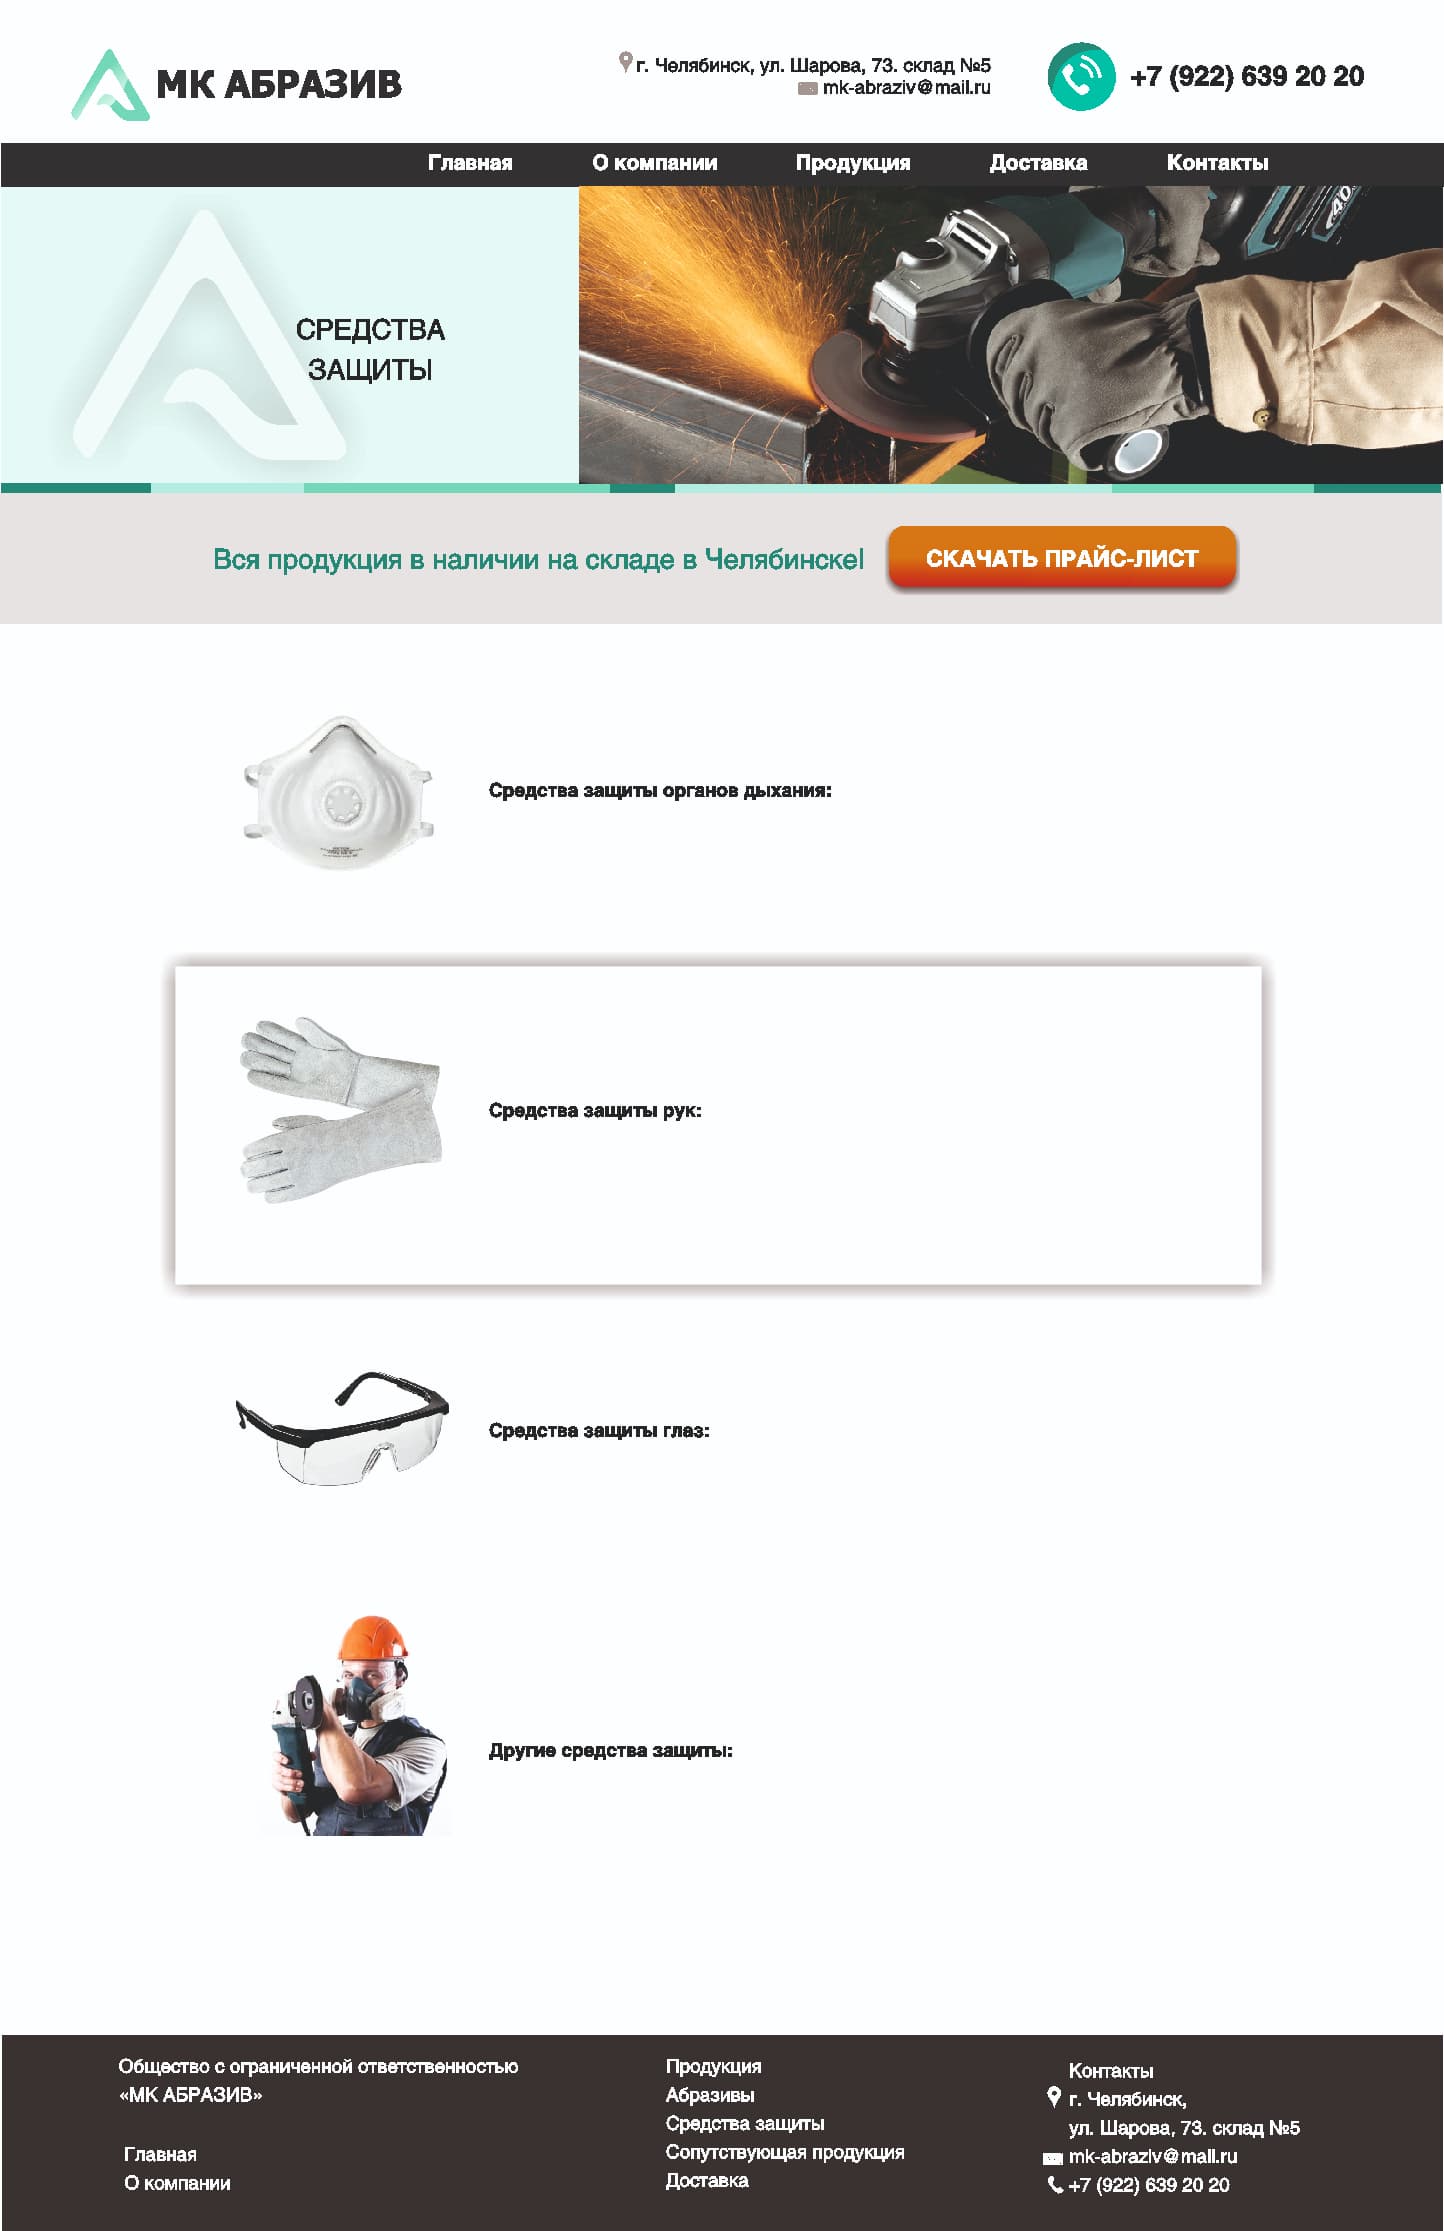 МК АБРАЗИВ
г. Челябинск, ул. Шарова, 73. склад №5
mk-abraziv@mail.ru
+7 (922) 639 20 20
Главная О компании Продукция Доставка Контакты
40
СРЕДСТВА
ЗАЩИТЫ
Вся продукция в наличии на складе в Челябинске!
СКАЧАТЬ ПРАЙС-ЛИСТ
Средства защиты органов дыхания:
Средства защиты рук:
Средства защиты глаз:
Другие средства защиты:
Общество с ограниченной ответственностью
«МК АБРАЗИВ»
Главная
О компании
Продукция
Абразивы
Средства защиты
Сопутствующая продукция
Доставка
Контакты
г. Челябинск,
ул. Шарова, 73. склад №5
mk-abraziv@mail.ru
+7 (922) 639 20 20